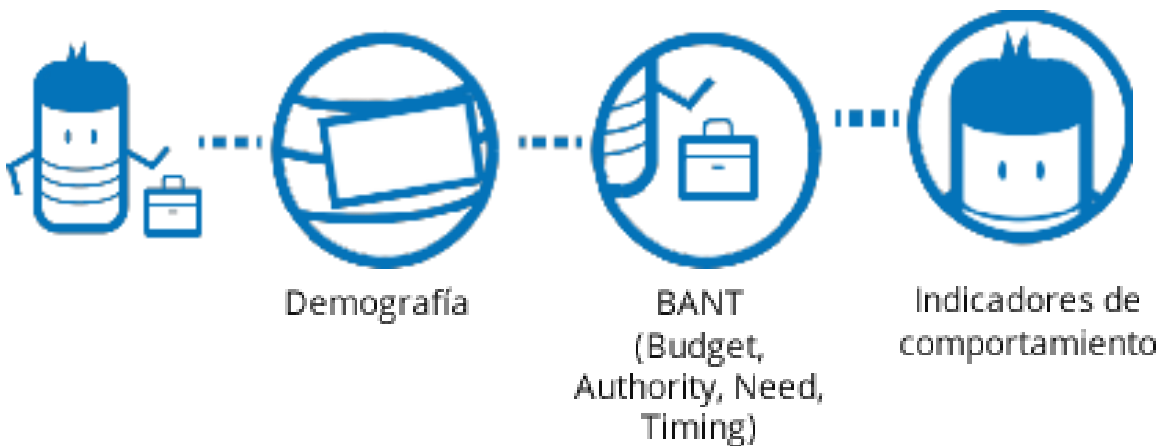 Demografía
BANT
(Budget,
Authority, Need,
Timing)
Indicadores de
comportamiento